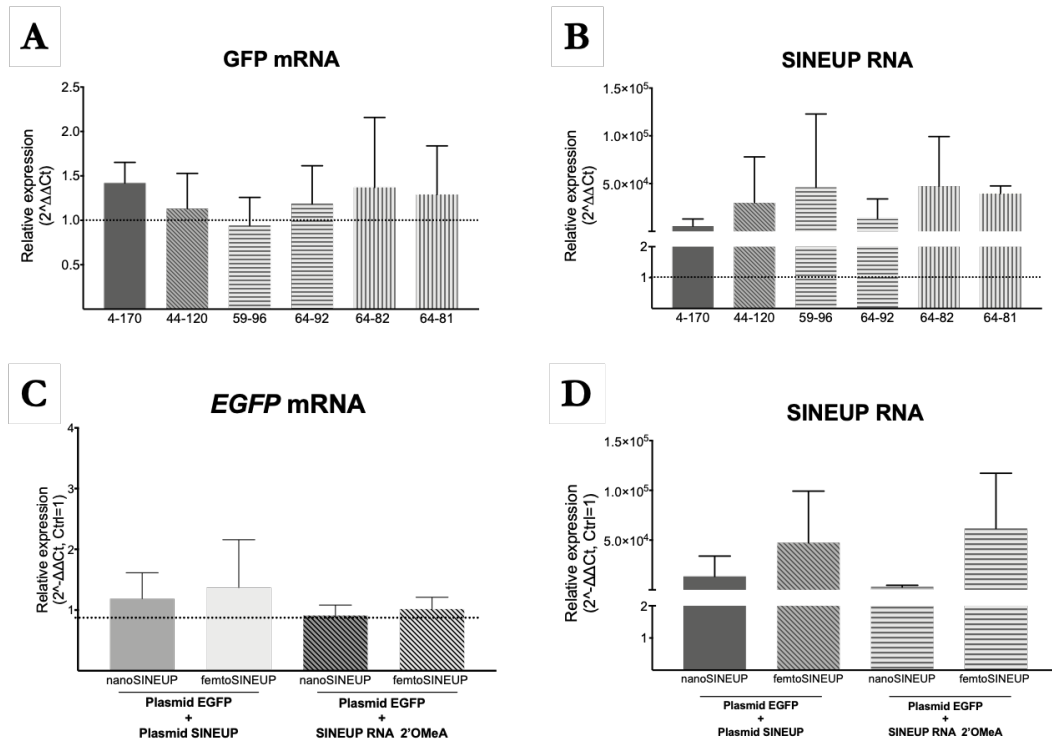 A
GFP mRNA
Relative expression
(2^ΔΔCt)
2.5
2.0
1.5
1.0
0.5
4-170 44-120 59-96 64-92 64-82 64-81
B
SINEUP RNA
Relative expression
(2^ΔΔCt)
1.5×10⁵
1.0×10⁵
5.0×10⁴
2
1
4-170 44-120 59-96 64-92 64-82 64-81
C
EGFP mRNA
Relative expression
(2^-ΔΔCt, Ctrl=1)
4
3
2
1
nanoSINEUP femtoSINEUP nanoSINEUP femtoSINEUP
Plasmid EGFP
+
Plasmid SINEUP
Plasmid EGFP
+
SINEUP RNA 2'OMeA
D
SINEUP RNA
Relative expression
(2^-ΔΔCt, Ctrl=1)
1.5×10⁵
1.0×10⁵
5.0×10⁴
2
1
nanoSINEUP femtoSINEUP nanoSINEUP femtoSINEUP
Plasmid EGFP
+
Plasmid SINEUP
Plasmid EGFP
+
SINEUP RNA 2'OMeA